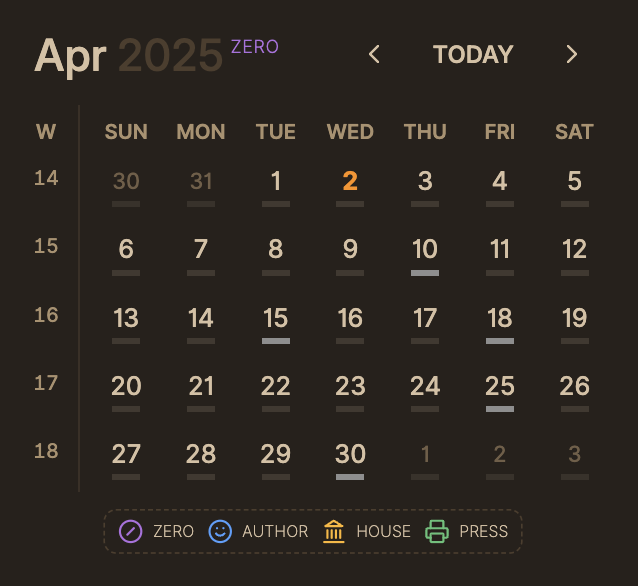 Apr 2025 ZERO TODAY
W SUN MON TUE WED THU FRI SAT
14 30 31 1 2 3 4 5
15 6 7 8 9 10 11 12
16 13 14 15 16 17 18 19
17 20 21 22 23 24 25 26
18 27 28 29 30 1 2 3
ZERO AUTHOR HOUSE PRESS